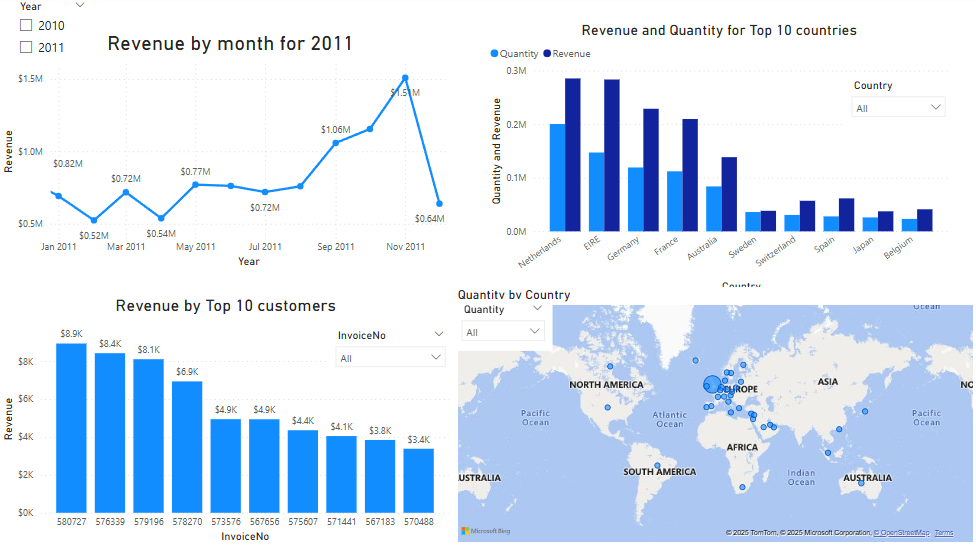 Year
2010
2011
Revenue by month for 2011
Revenue
$1.5M
$1.0M
$0.5M
$0.82M
$0.52M
$0.72M
$0.54M
$0.77M
$0.72M
$1.06M
$1.51M
$0.64M
Jan 2011 Mar 2011 May 2011 Jul 2011 Sep 2011 Nov 2011
Year
Revenue and Quantity for Top 10 countries
Quantity Revenue
Quantity and Revenue
0.3M
0.2M
0.1M
0.0M
Country
All
Netherlands EIRE Germany France Australia Sweden Switzerland Spain Japan Belgium
Country
Revenue by Top 10 customers
Revenue
$8K
$6K
$4K
$2K
$0K
InvoiceNo
All
$8.9K $8.4K $8.1K $6.9K $4.9K $4.9K $4.4K $4.1K $3.8K $3.4K
580727 576339 579196 578270 573576 567656 575607 571441 567183 570488
InvoiceNo
Quantity by Country
Quantity
All
Ocean
NORTH AMERICA
EUROPE
ASIA
NO
Pacific
Ocean
Atlantic
Ocean
Pacific
Ocean
AFRICA
SOUTH AMERICA
Indian
Ocean
USTRALIA
AUSTRALIA
Microsoft Bing
© 2025 TomTom, © 2025 Microsoft Corporation, © OpenStreetMap Terms